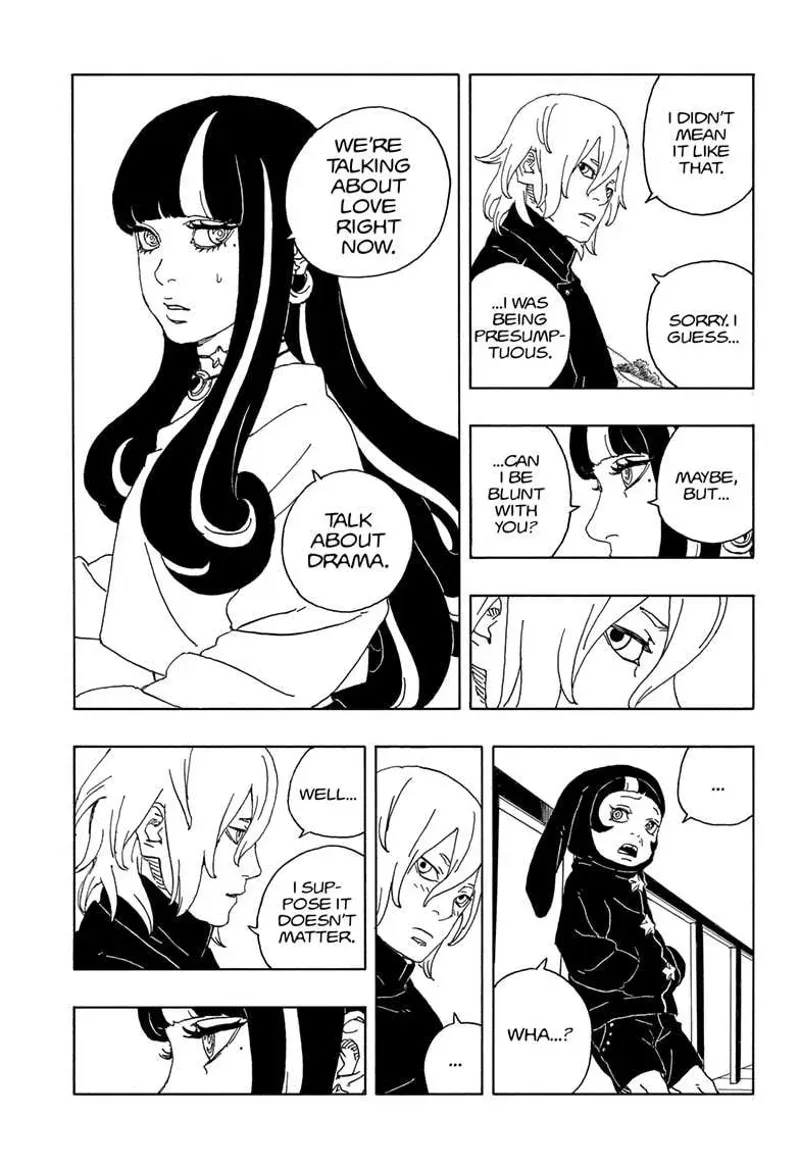 I DIDN'T
MEAN
IT LIKE
THAT.
SORRY. I
GUESS...
...I WAS
BEING
PRESUMP-
TUOUS.
MAYBE,
BUT...
...CAN
I BE
BLUNT
WITH
YOU?
WE'RE
TALKING
ABOUT
LOVE
RIGHT
NOW.
TALK
ABOUT
DRAMA.
...
WHA...?
...
WELL...
I SUP-
POSE IT
DOESN'T
MATTER.